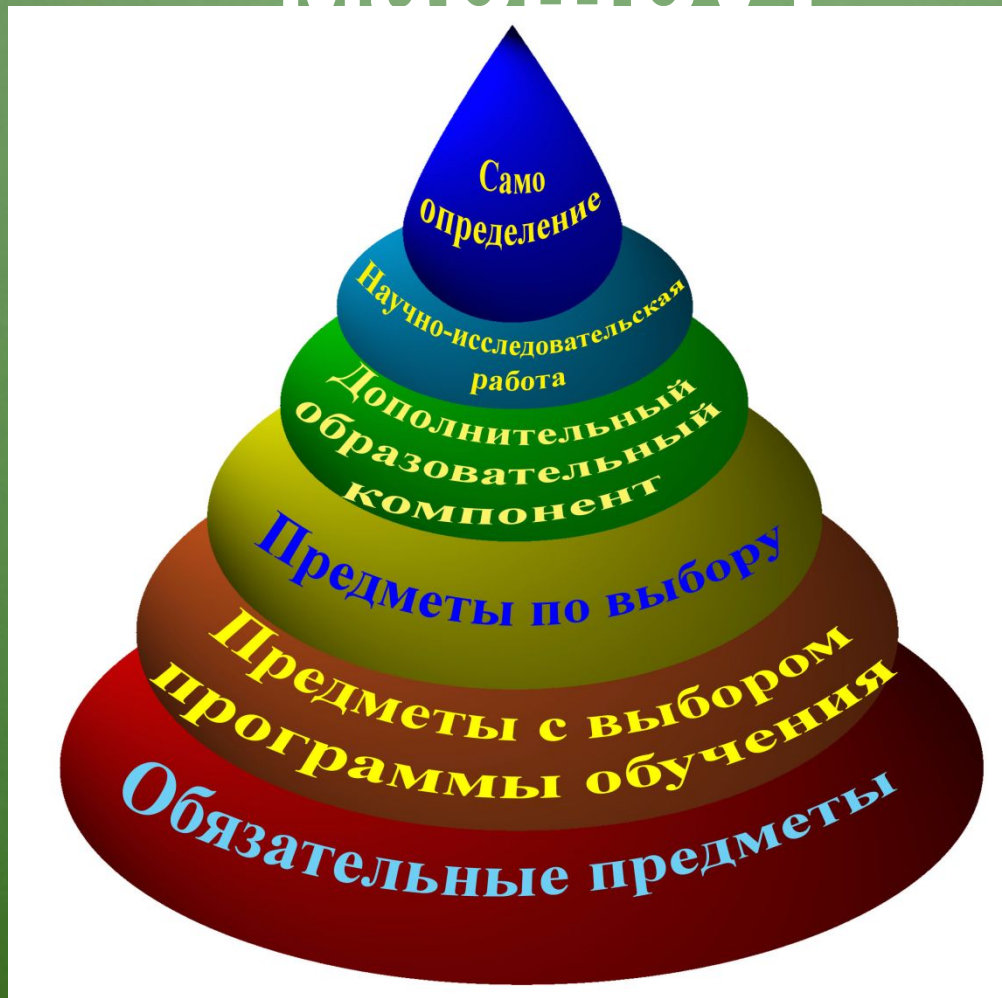 Само
определение
Научно-исследовательская
работа
Дополнительный
образовательный
компонент
Предметы по выбору
Предметы с выбором
программы обучения
Обязательные предметы